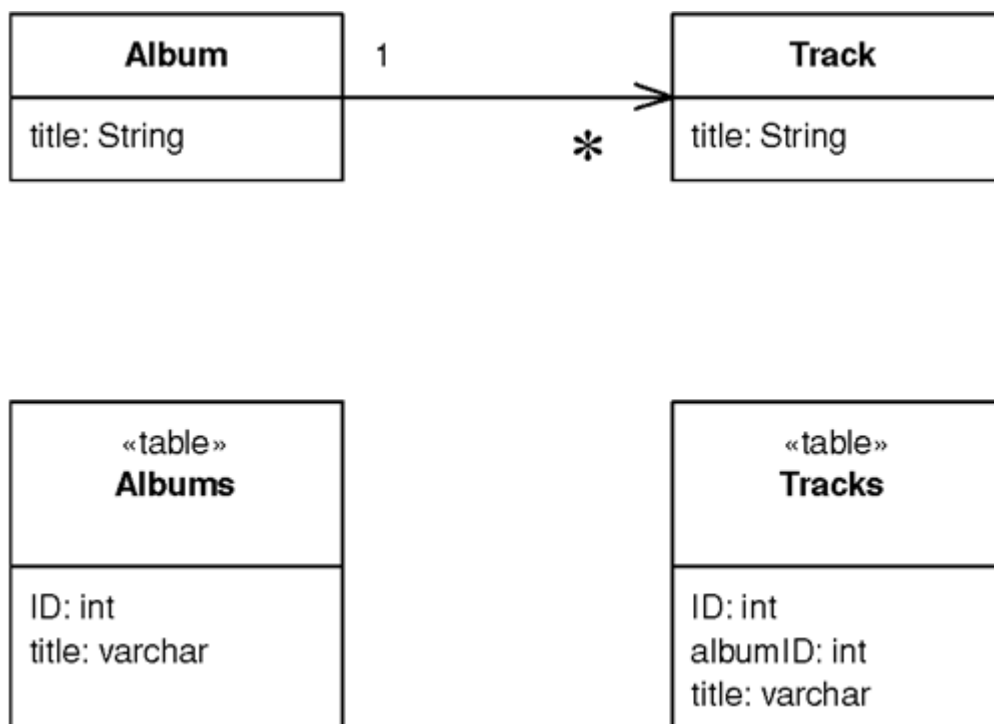 Album
1
Track
title: String
*
title: String
«table»
Albums
«table»
Tracks
ID: int
title: varchar
ID: int
albumID: int
title: varchar